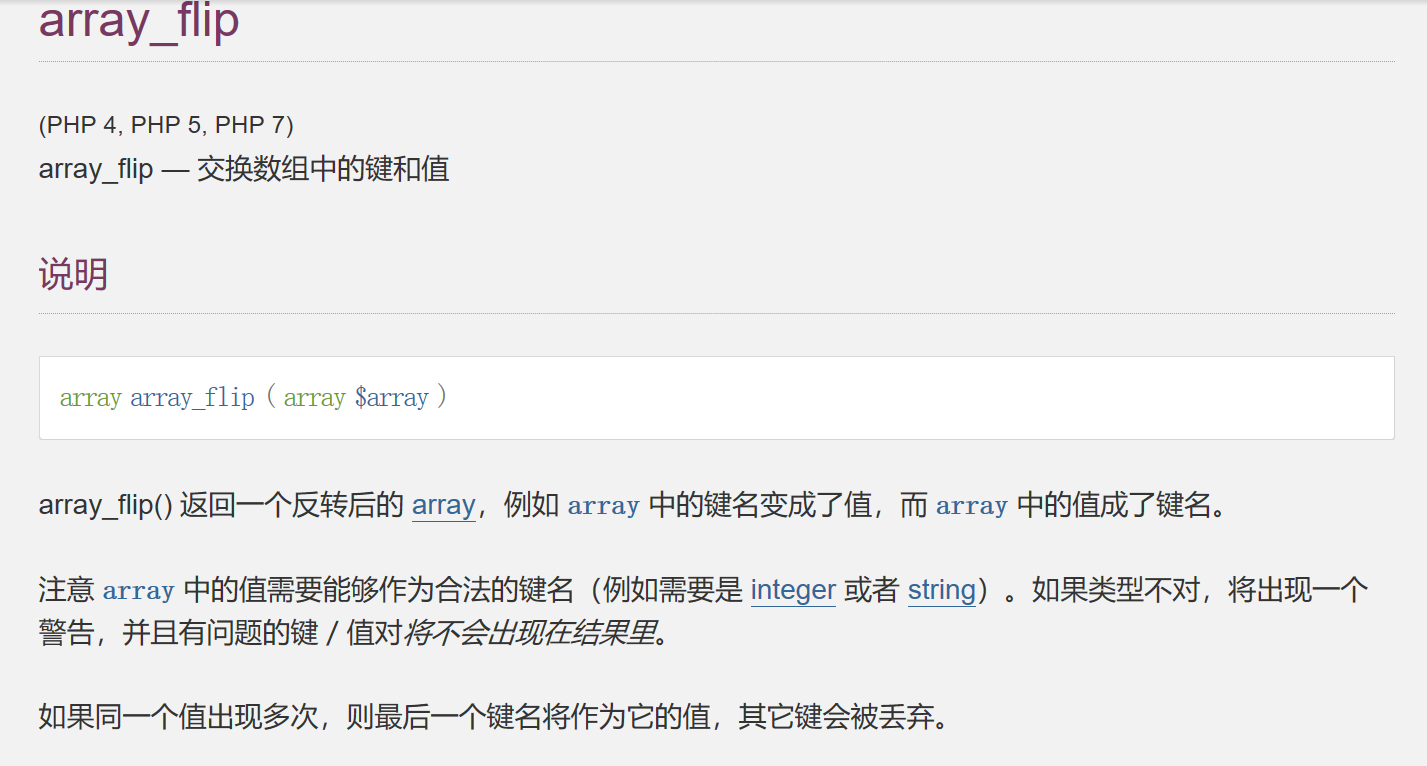 array_flip
(PHP 4, PHP 5, PHP 7)
array_flip — 交换数组中的键和值
说明
array array_flip ( array $array )
array_flip() 返回一个反转后的 array，例如 array 中的键名变成了值，而 array 中的值成了键名。
注意 array 中的值需要能够作为合法的键名（例如需要是 integer 或者 string）。如果类型不对，将出现一个
警告，并且有问题的键 / 值对将不会出现在结果里。
如果同一个值出现多次，则最后一个键名将作为它的值，其它键会被丢弃。